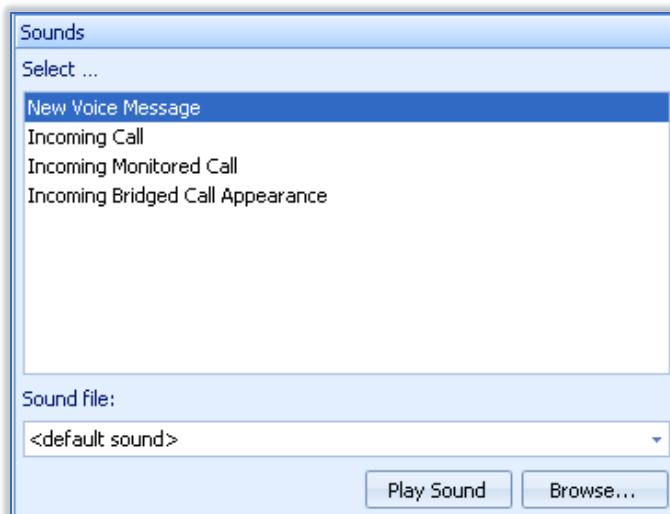 Sounds
Select ...
New Voice Message
Incoming Call
Incoming Monitored Call
Incoming Bridged Call Appearance
Sound file:
<default sound>
Play Sound
Browse...